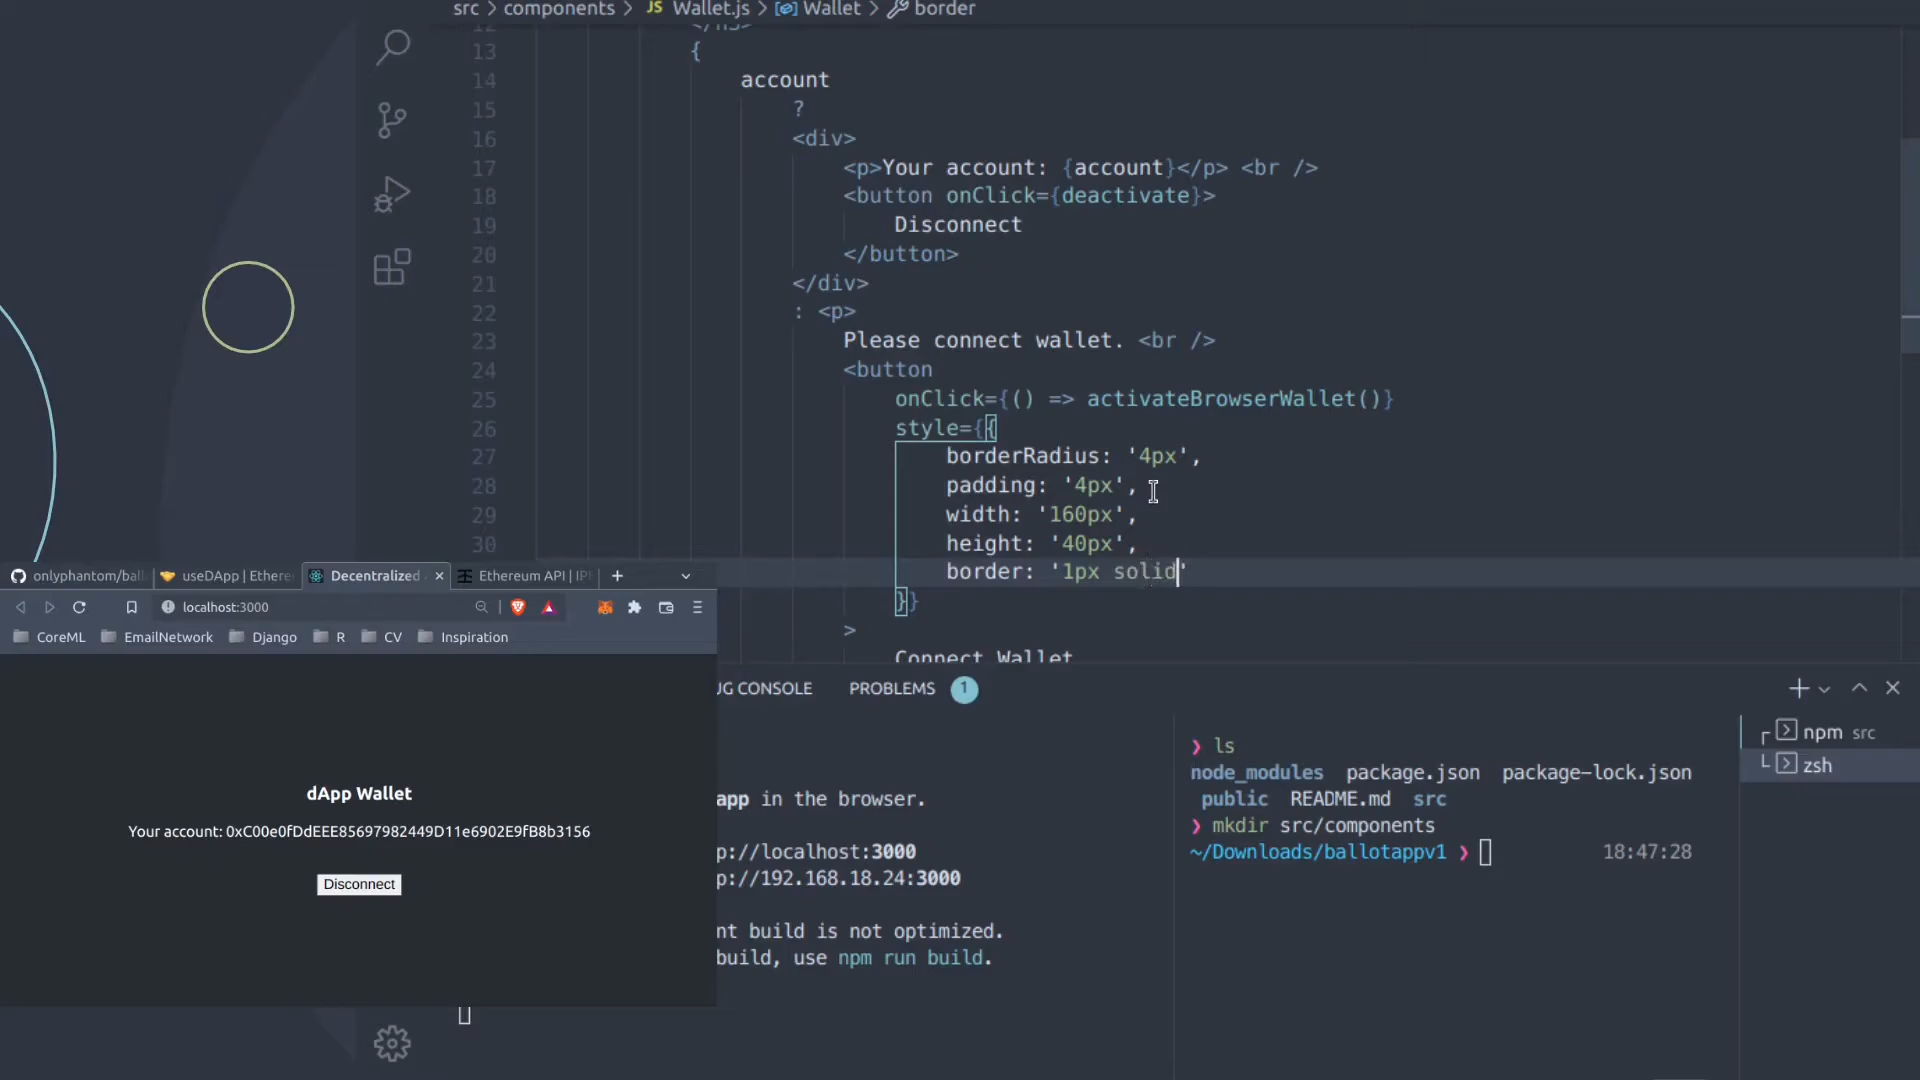 src > components > JS Wallet.js > Wallet > border
13 {
14 account
15 ?
16 <div>
17 <p>Your account: {account}</p> <br />
18 <button onClick={deactivate}>
19 Disconnect
20 </button>
21 </div>
22 : <p>
23 Please connect wallet. <br />
24 <button
25 onClick={() => activateBrowserWallet()}
26 style={{
27 borderRadius: '4px',
28 padding: '4px',
29 width: '160px',
30 height: '40px',
border: '1px solid'
}}
>
Connect Wallet
onlyphantom/bal
useDApp | Ethere
Decentralized
Ethereum API | IP
localhost:3000
CoreML EmailNetwork Django R CV Inspiration
dApp Wallet
Your account: 0xC00e0fDdEEE85697982449D11e6902E9fB8b3156
Disconnect
UG CONSOLE PROBLEMS 1
app in the browser.
p://localhost:3000
p://192.168.18.24:3000
nt build is not optimized.
build, use npm run build.
❯ ls
node_modules package.json package-lock.json
public README.md src
❯ mkdir src/components
~/Downloads/ballotappv1 ❯ 18:47:28
npm src
zsh